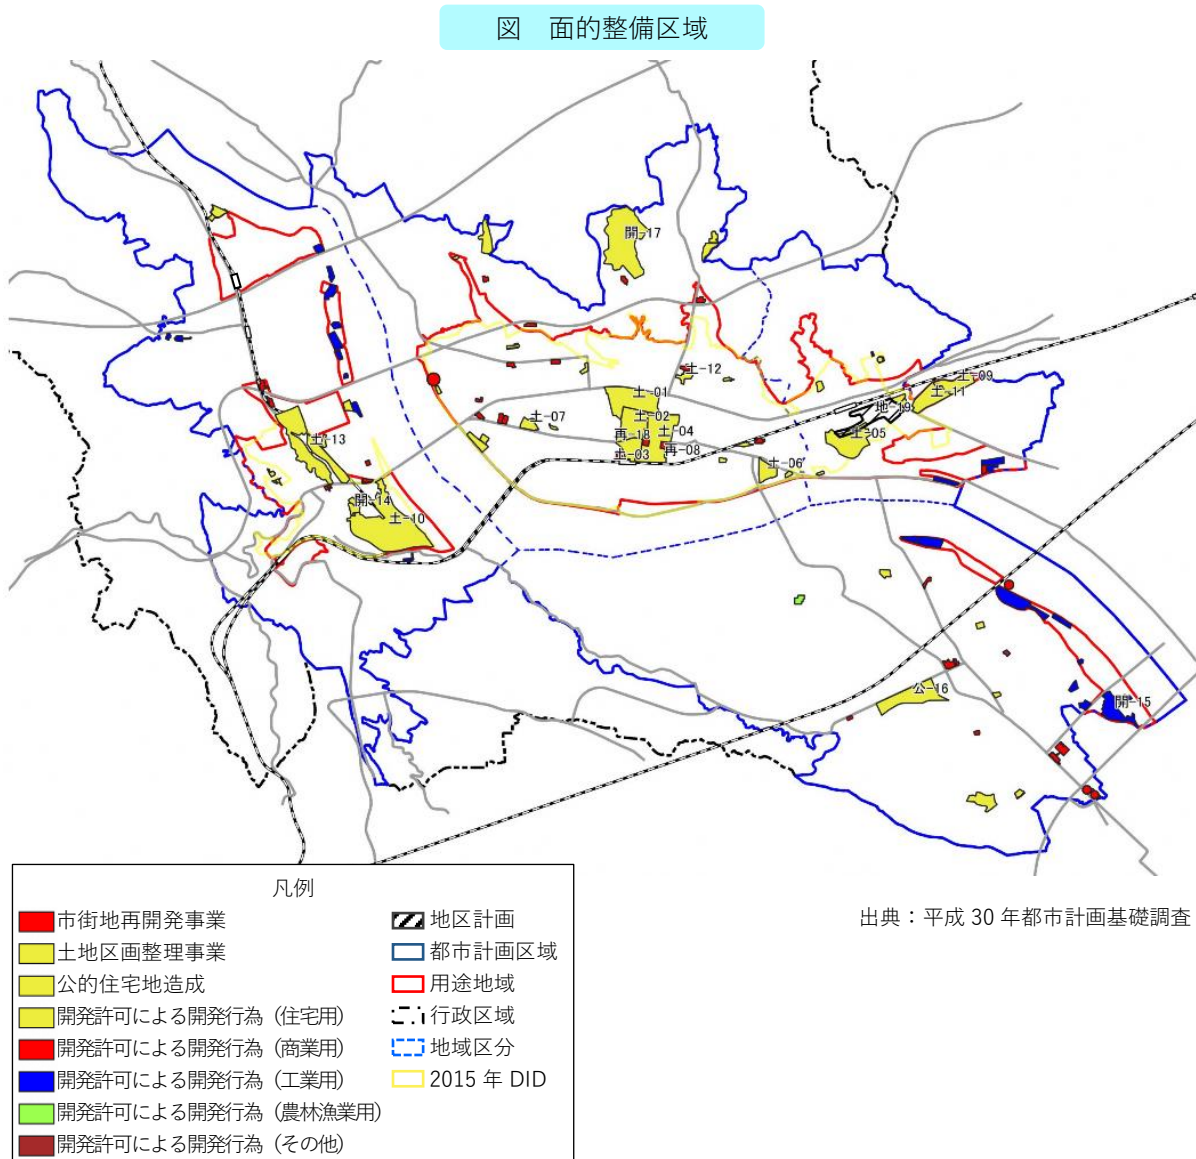 図　面的整備区域
開-17
土-12
土-01
土-09
土-11
地-19
土-07
土-02
土-04
再-18
土-05
土-13
土-03
再-08
土-06
開-14
土-10
公-16
開-15
凡例
市街地再開発事業
土地区画整理事業
公的住宅地造成
開発許可による開発行為（住宅用）
開発許可による開発行為（商業用）
開発許可による開発行為（工業用）
開発許可による開発行為（農林漁業用）
開発許可による開発行為（その他）
地区計画
都市計画区域
用途地域
行政区域
地域区分
2015 年 DID
出典：平成 30 年都市計画基礎調査